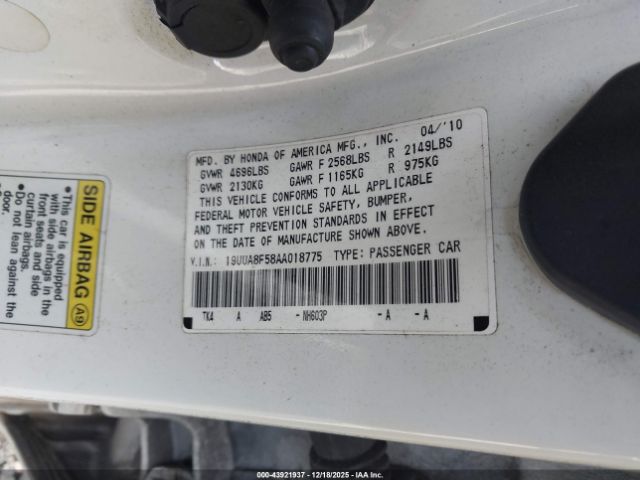 MFD. BY HONDA OF AMERICA MFG., INC. 04/'10
GVWR 4696LBS GAWR F 2568LBS R 2149LBS
GVWR 2130KG GAWR F 1165KG R 975KG
THIS VEHICLE CONFORMS TO ALL APPLICABLE
FEDERAL MOTOR VEHICLE SAFETY, BUMPER,
AND THEFT PREVENTION STANDARDS IN EFFECT
ON THE DATE OF MANUFACTURE SHOWN ABOVE.
V.I.N.: 19UUA8F58AA018775 TYPE: PASSENGER CAR
TK4 A AB5 - NH603P - A - A
SIDE AIRBAG A9
•This car is equipped
with side airbags in the
front seats and side
curtain airbags.
•Do not lean against the
door.
000-43921937 - 12/18/2025 - IAA Inc.